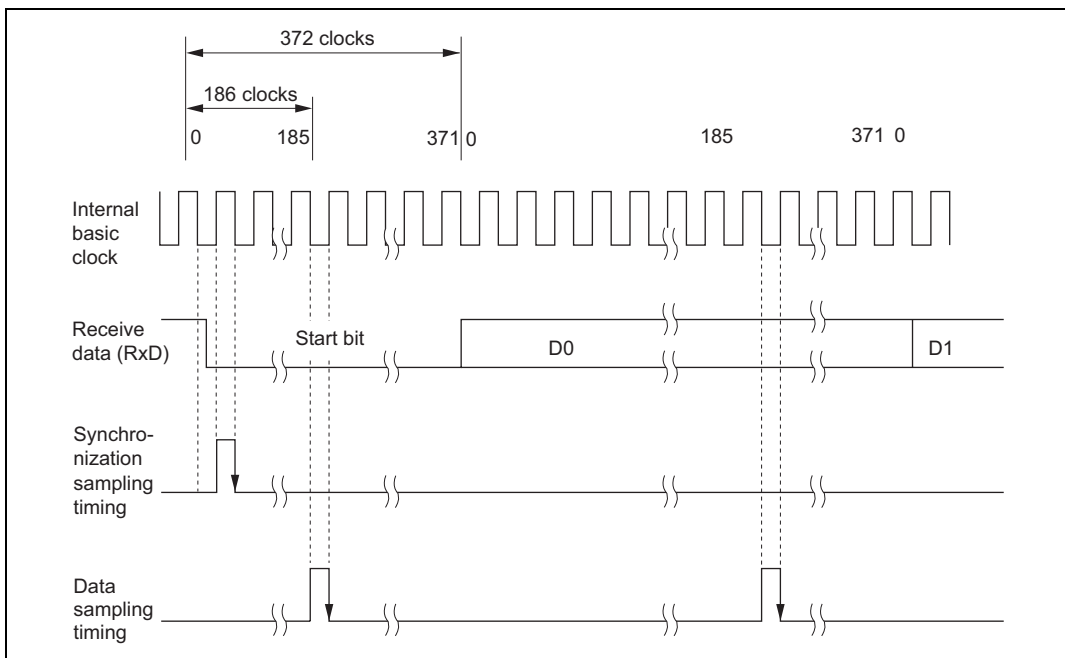 372 clocks
186 clocks
0 185 371 0 185 371 0
Internal
basic
clock
Receive
data (RxD)
Start bit
D0
D1
Synchro-
nization
sampling
timing
Data
sampling
timing